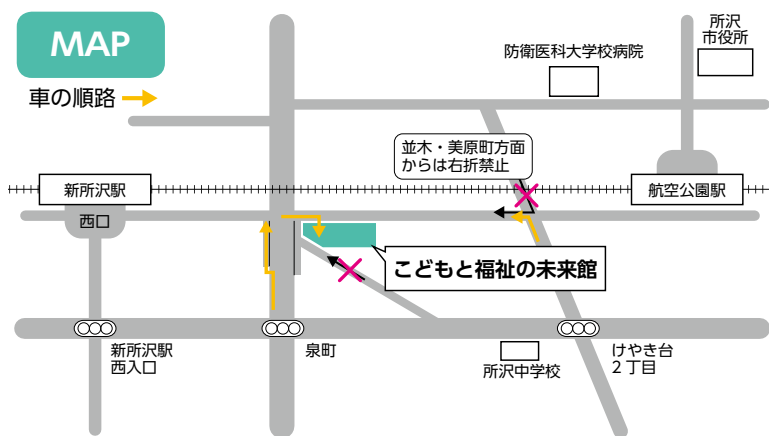 MAP
車の順路
所沢
市役所
防衛医科大学校病院
並木・美原町方面
からは右折禁止
新所沢駅
航空公園駅
西口
こどもと福祉の未来館
新所沢駅
西入口
泉町
所沢中学校
けやき台
2丁目